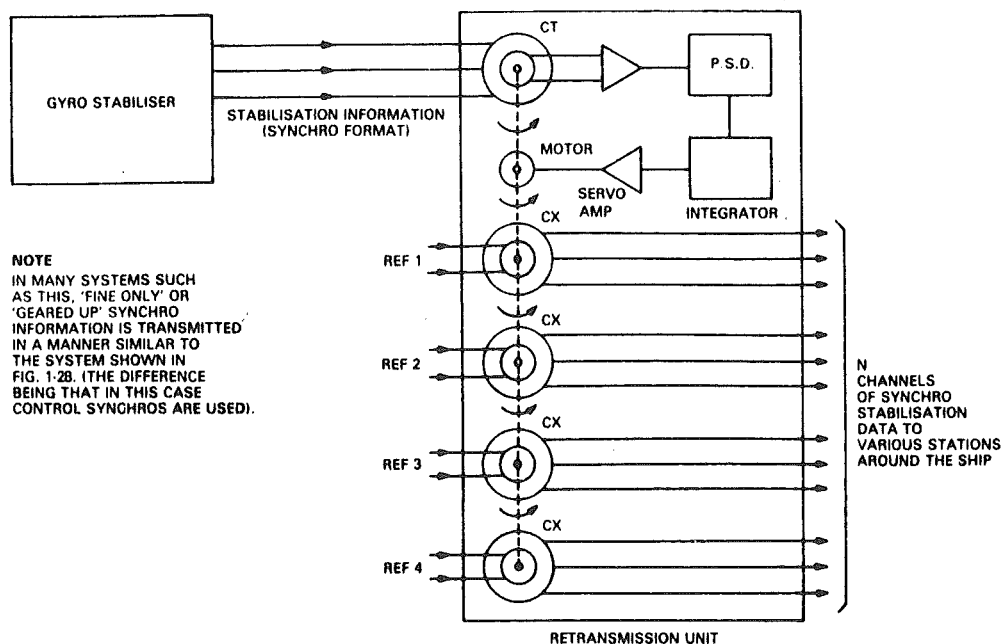 CT
P.S.D.
GYRO STABILISER
STABILISATION INFORMATION
(SYNCHRO FORMAT)
MOTOR
SERVO
AMP
INTEGRATOR
CX
REF 1
NOTE
IN MANY SYSTEMS SUCH
AS THIS, 'FINE ONLY' OR
'GEARED UP' SYNCHRO
INFORMATION IS TRANSMITTED
IN A MANNER SIMILAR TO
THE SYSTEM SHOWN IN
FIG. 1-28. (THE DIFFERENCE
BEING THAT IN THIS CASE
CONTROL SYNCHROS ARE USED).
CX
REF 2
CX
REF 3
CX
REF 4
N
CHANNELS
OF SYNCHRO
STABILISATION
DATA TO
VARIOUS STATIONS
AROUND THE SHIP
RETRANSMISSION UNIT